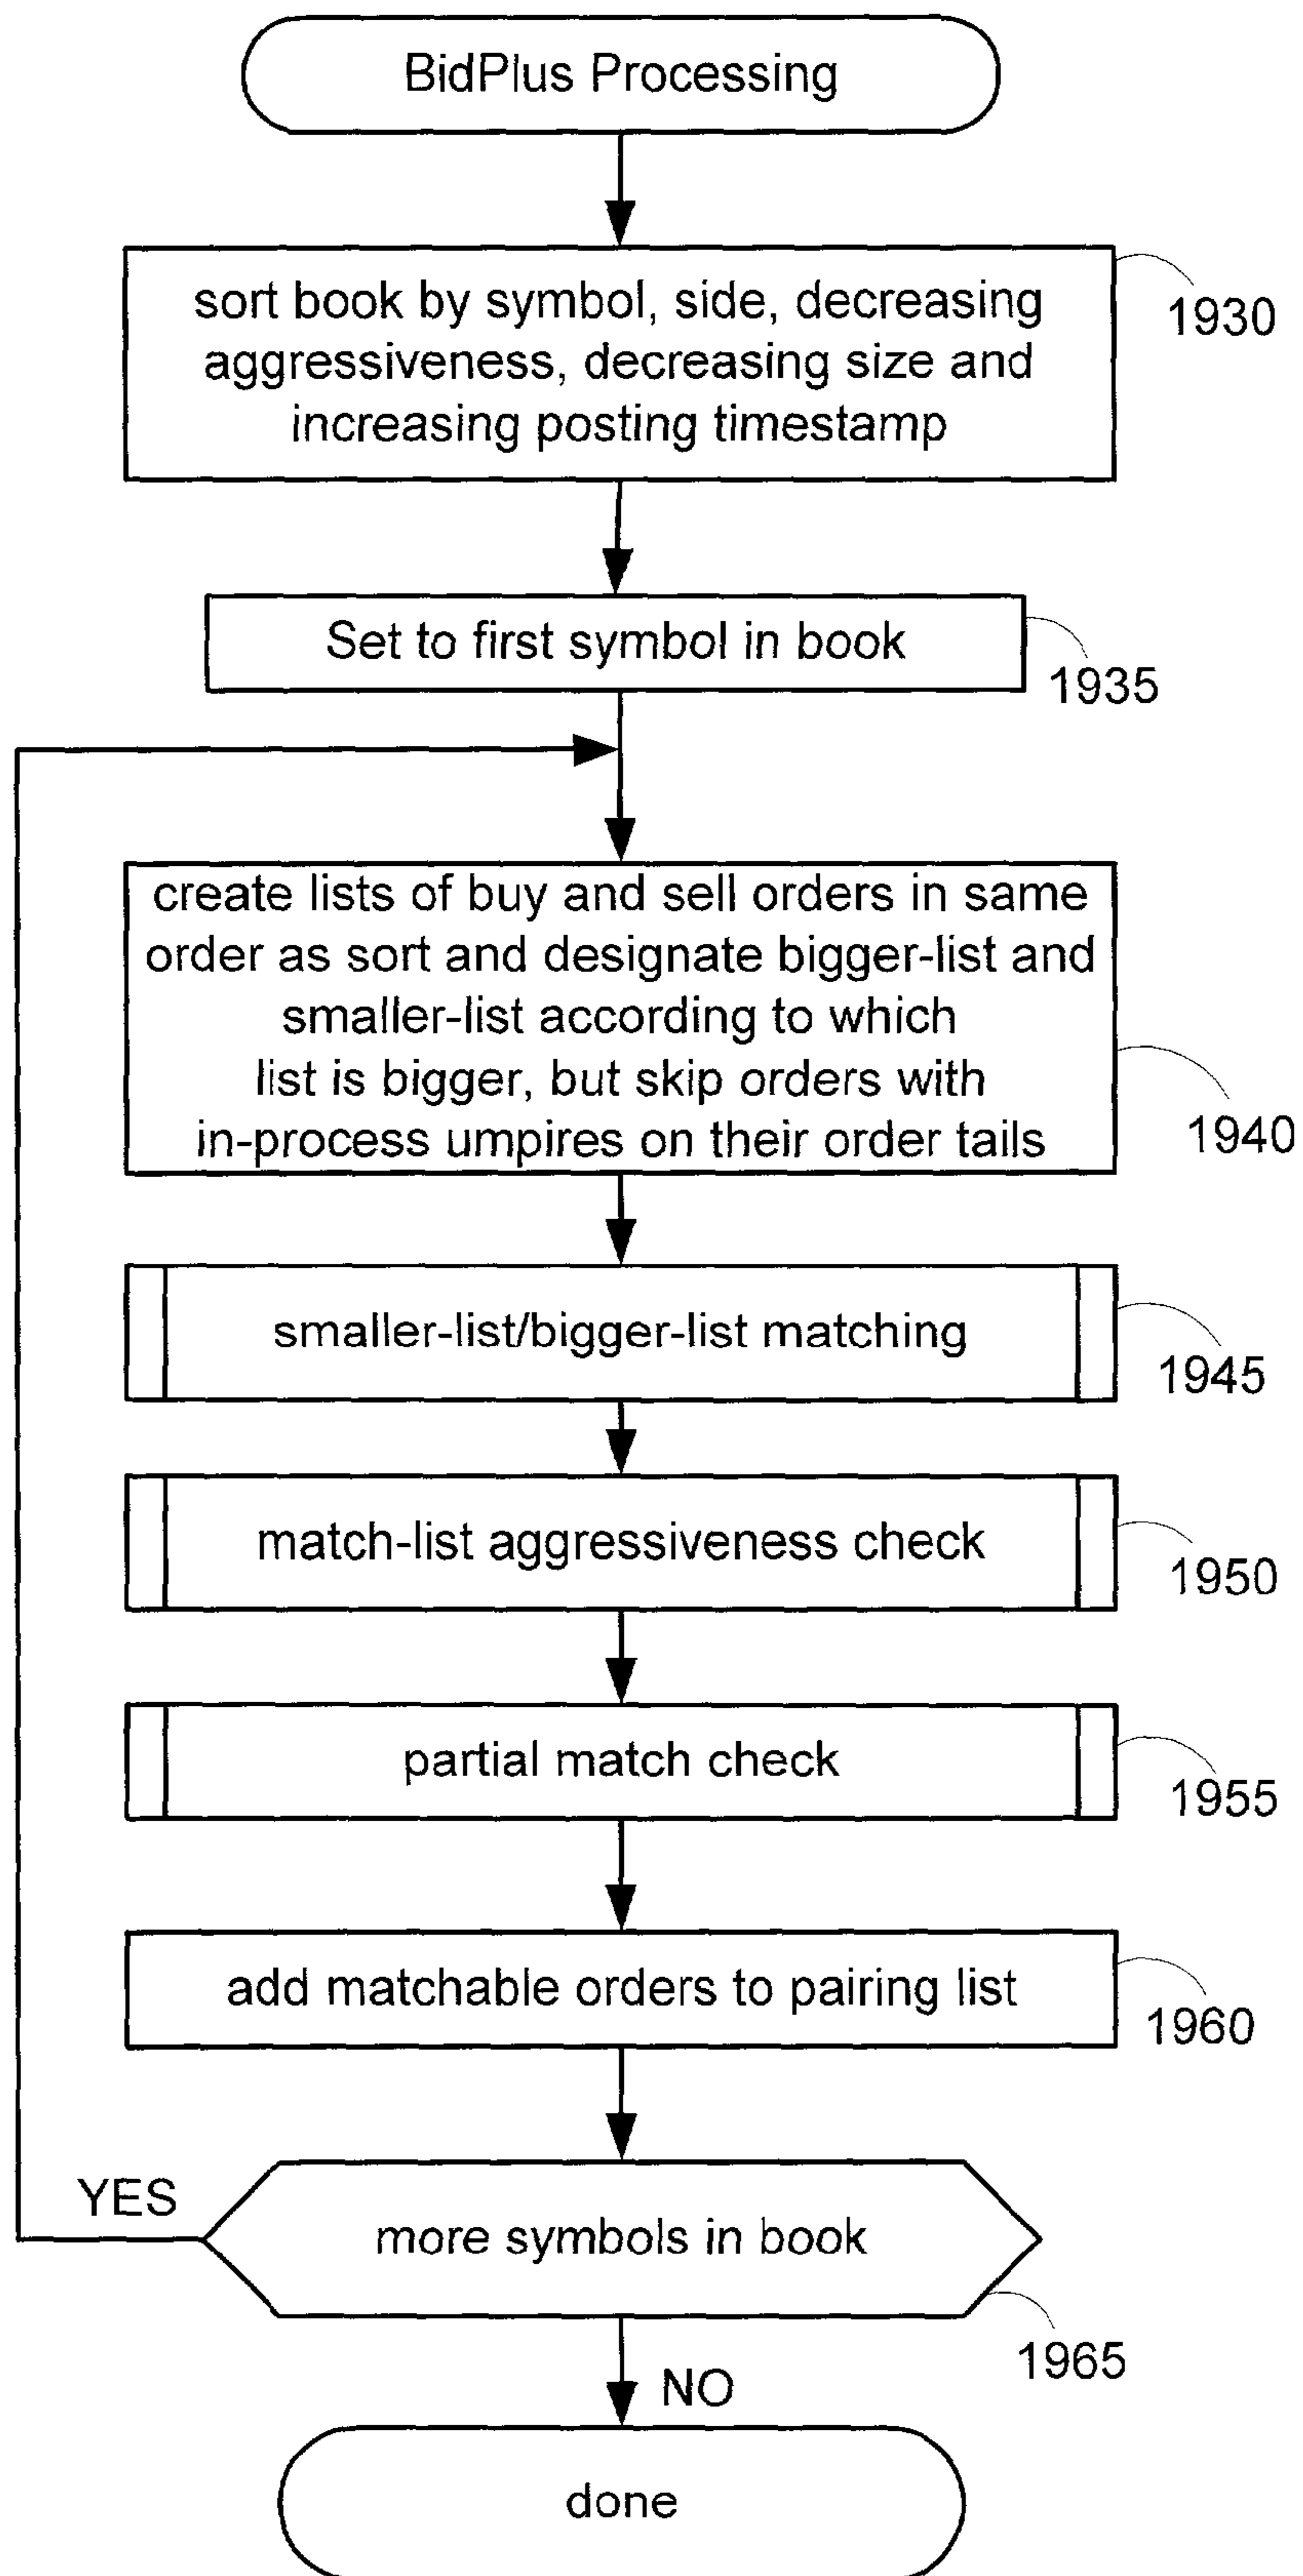 BidPlus Processing
sort book by symbol, side, decreasing
aggressiveness, decreasing size and
increasing posting timestamp
1930
Set to first symbol in book
1935
create lists of buy and sell orders in same
order as sort and designate bigger-list and
smaller-list according to which
list is bigger, but skip orders with
in-process umpires on their order tails
1940
smaller-list/bigger-list matching
1945
match-list aggressiveness check
1950
partial match check
1955
add matchable orders to pairing list
1960
YES
more symbols in book
1965
NO
done